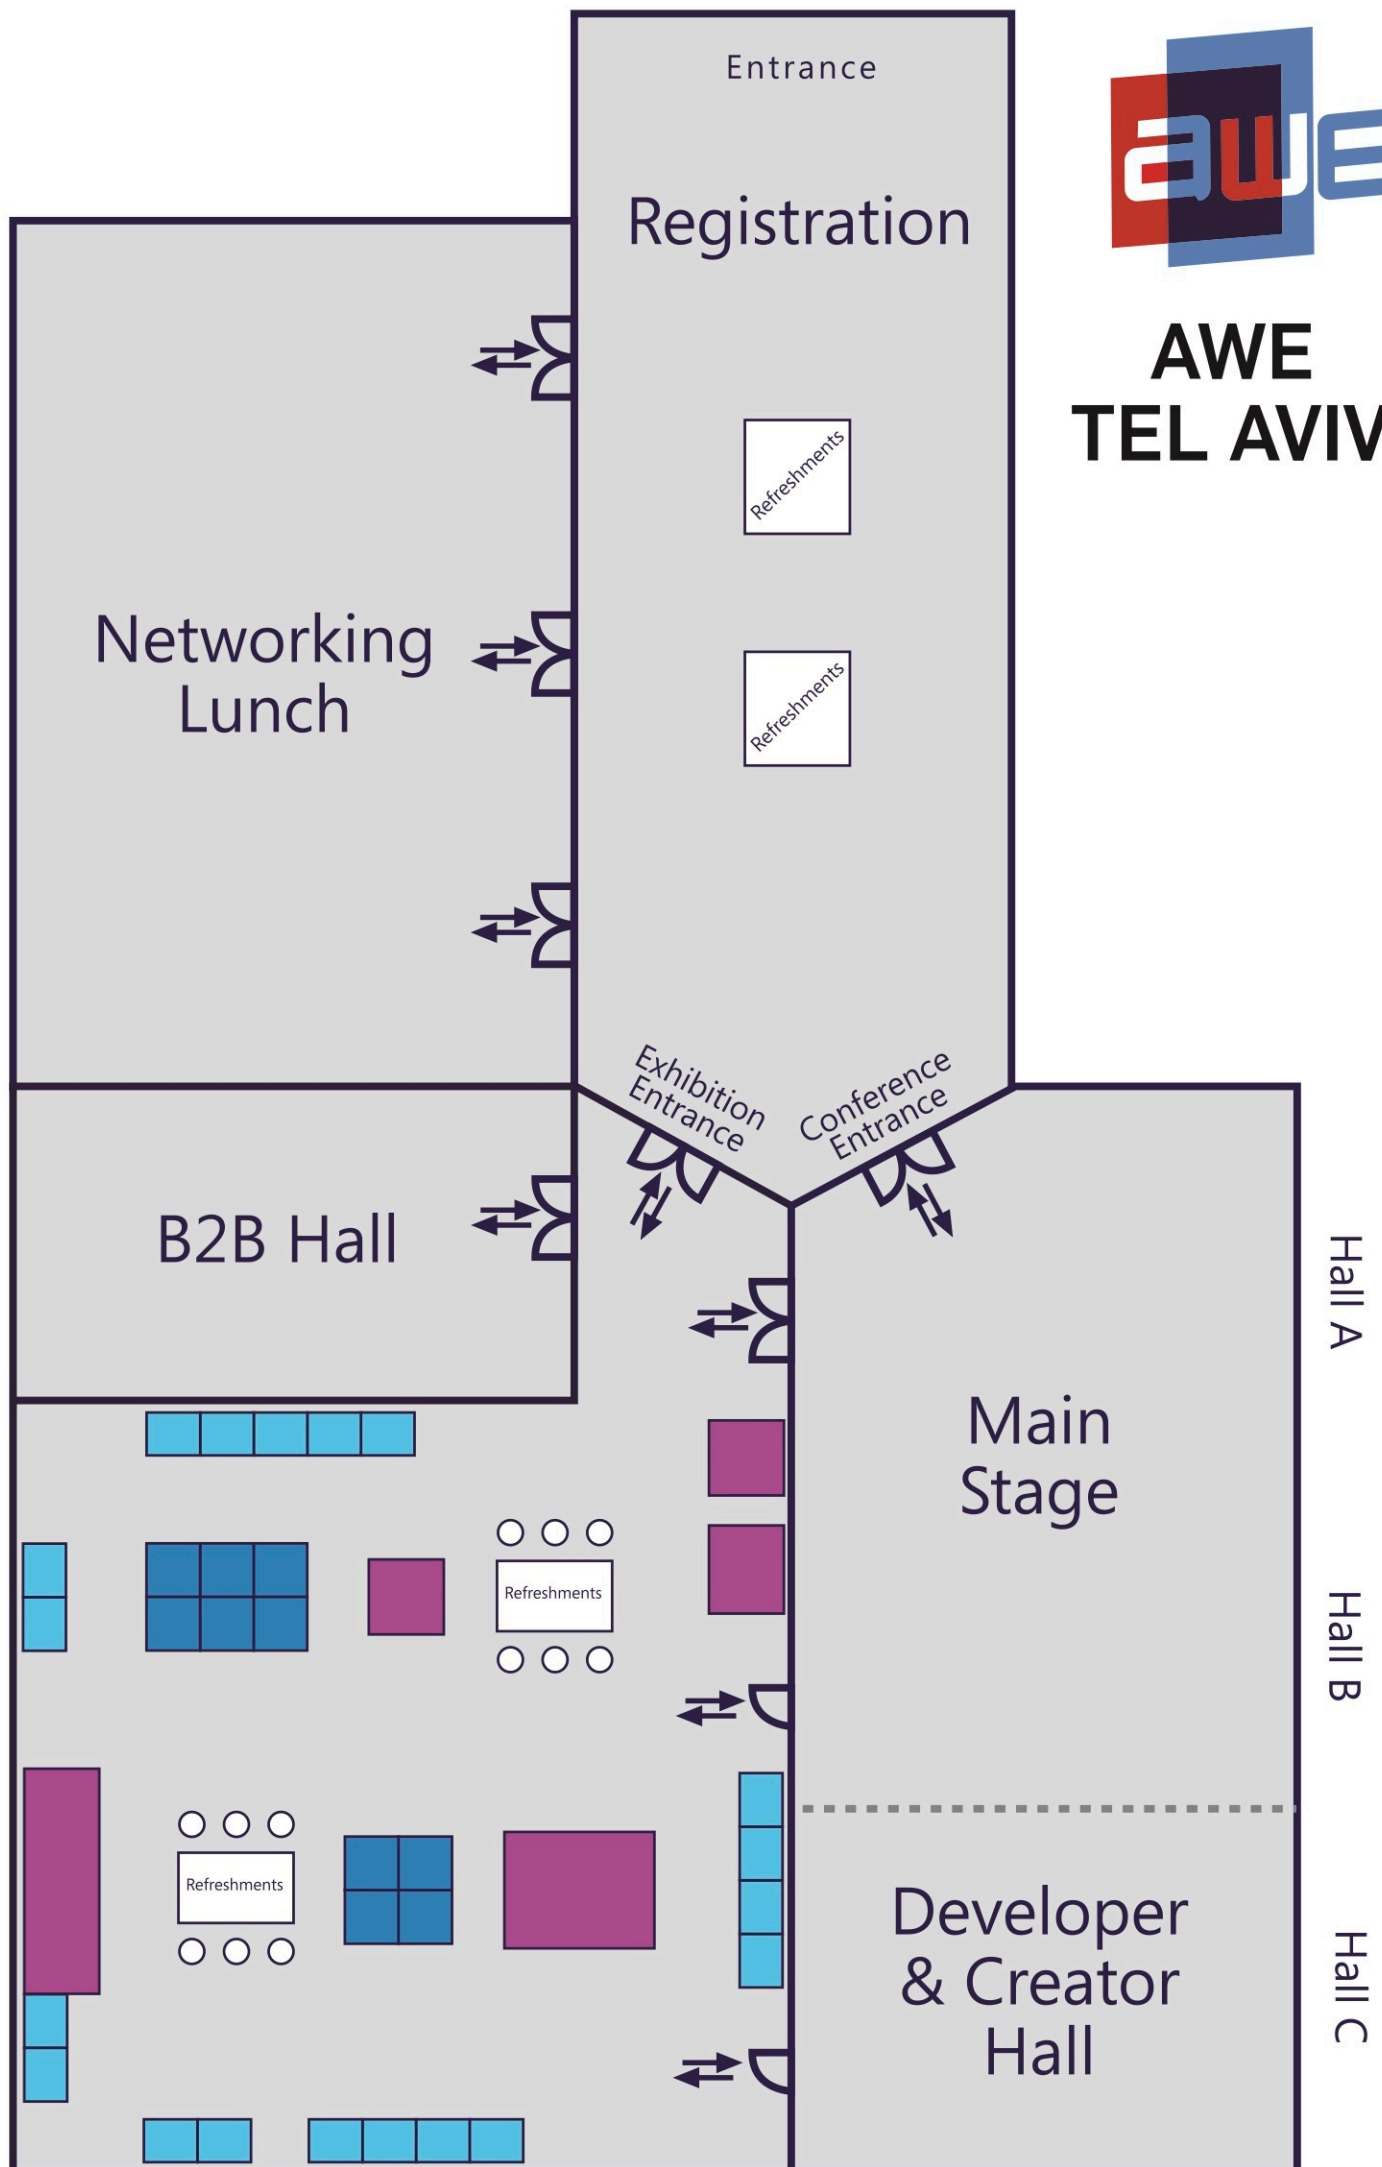 Entrance
Registration
awe
AWE
TEL AVIV
Refreshments
Networking
Lunch
Refreshments
Exhibition
Entrance
Conference
Entrance
B2B Hall
Hall A
Main
Stage
Refreshments
Hall B
Refreshments
Developer
& Creator
Hall
Hall C